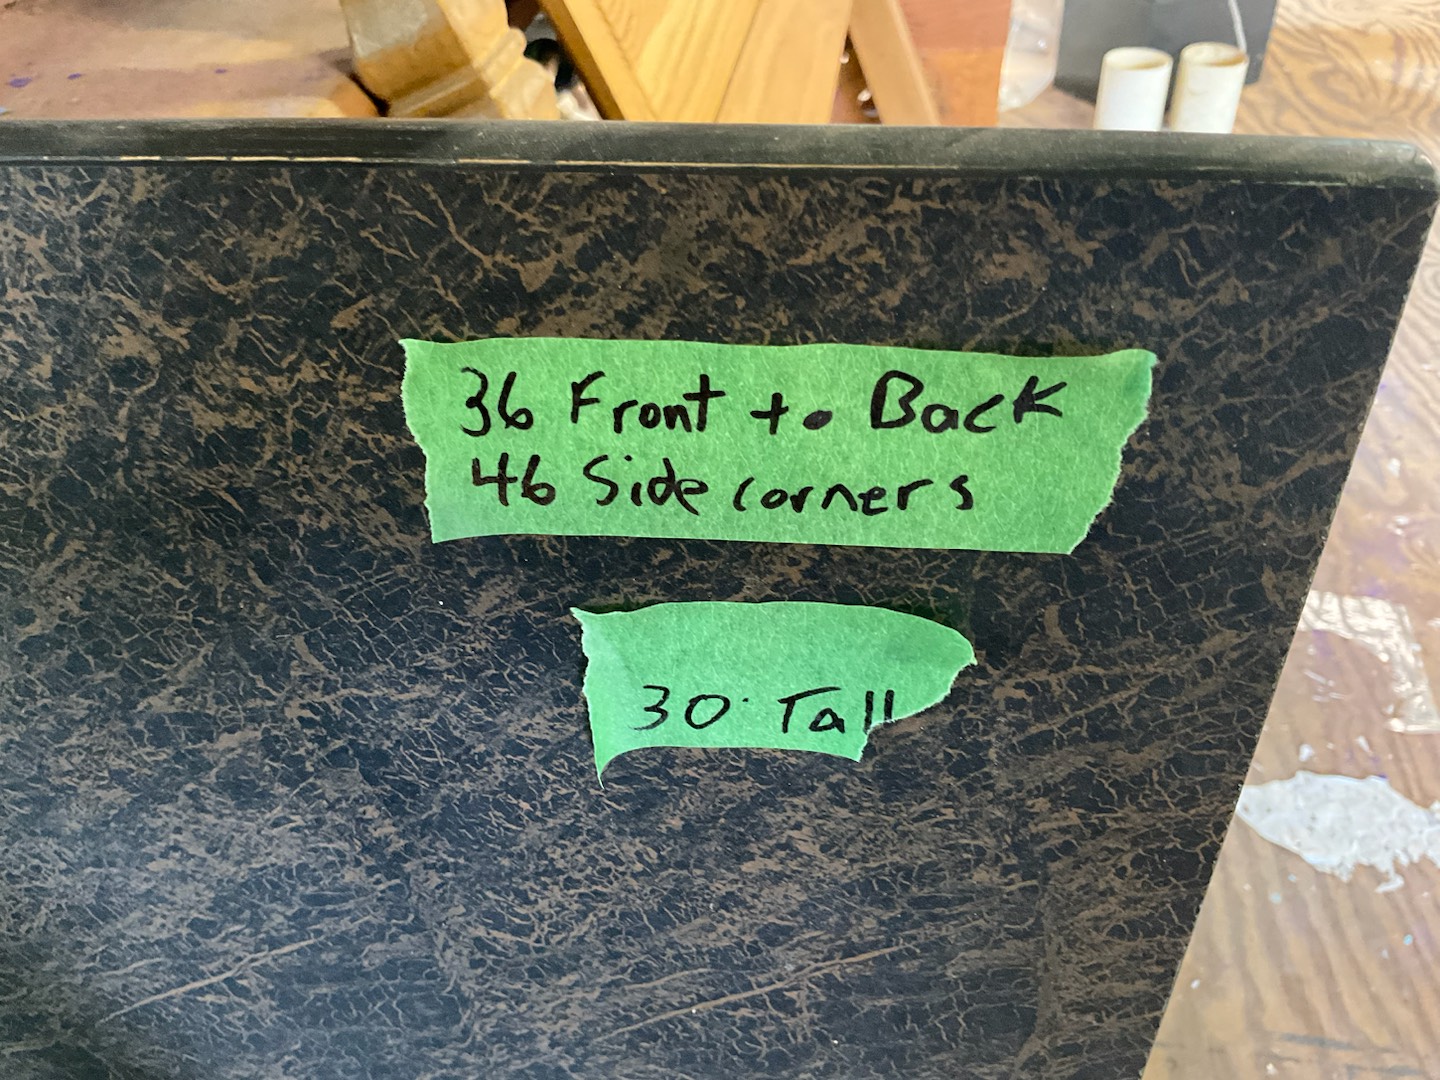 36 Front to Back
46 Side corners
30 Tall